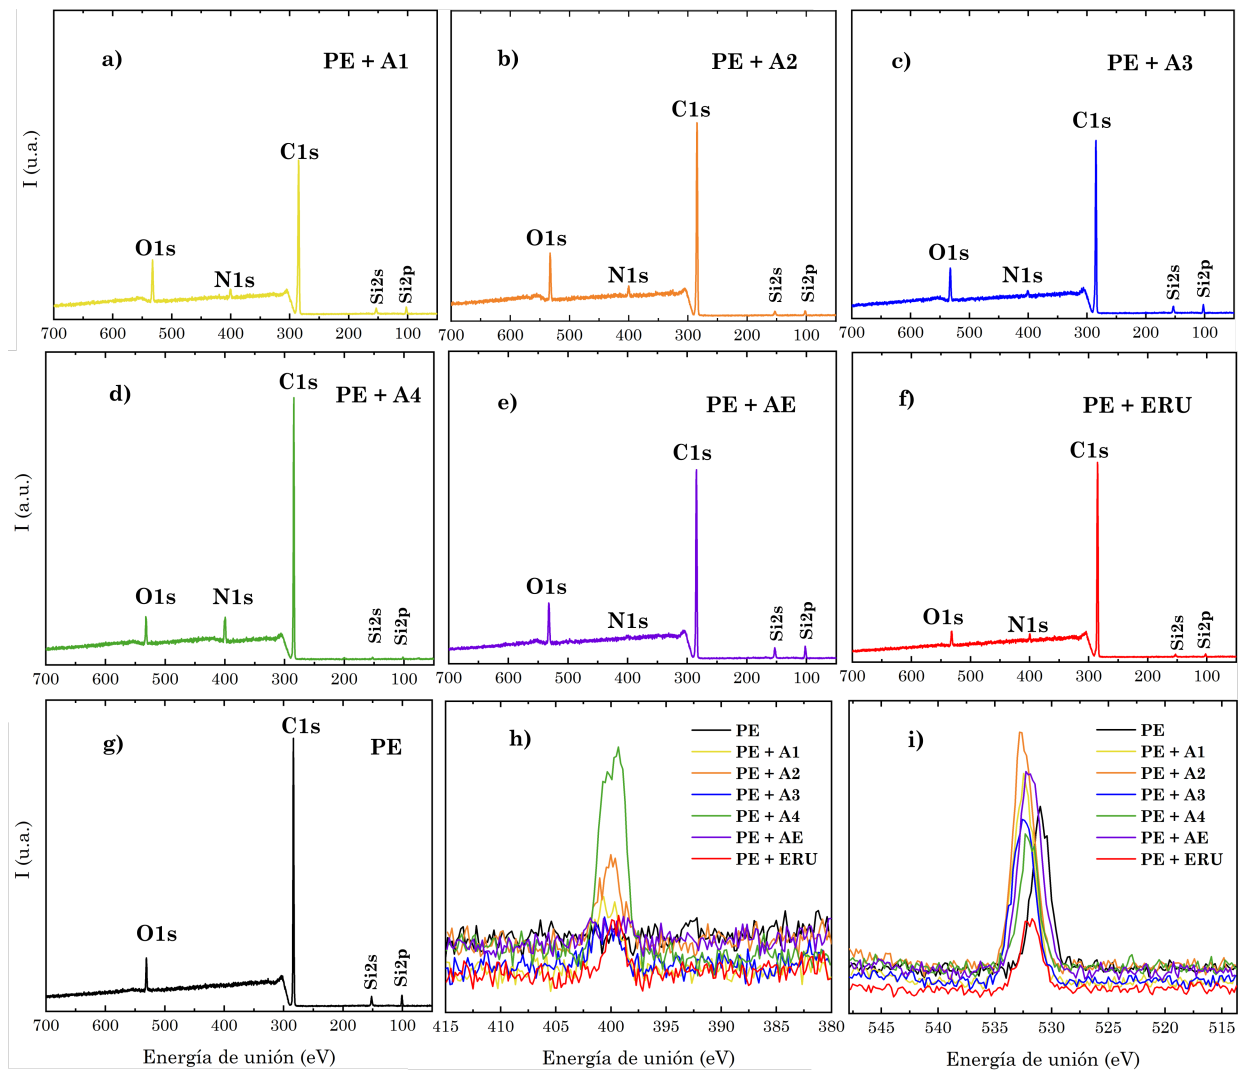 a)
PE + A1
I (u.a.)
C1s
O1s
N1s
Si2s
Si2p
700 600 500 400 300 200 100
b)
PE + A2
C1s
O1s
N1s
Si2s
Si2p
700 600 500 400 300 200 100
c)
PE + A3
C1s
O1s
N1s
Si2s
Si2p
700 600 500 400 300 200 100
d)
PE + A4
I (a.u.)
C1s
O1s
N1s
Si2s
Si2p
700 600 500 400 300 200 100
e)
PE + AE
C1s
O1s
N1s
Si2s
Si2p
700 600 500 400 300 200 100
f)
PE + ERU
C1s
O1s
N1s
Si2s
Si2p
700 600 500 400 300 200 100
g)
PE
I (u.a.)
C1s
O1s
Si2s
Si2p
700 600 500 400 300 200 100
Energía de unión (eV)
h)
PE
PE + A1
PE + A2
PE + A3
PE + A4
PE + AE
PE + ERU
415 410 405 400 395 390 385 380
Energía de unión (eV)
i)
PE
PE + A1
PE + A2
PE + A3
PE + A4
PE + AE
PE + ERU
545 540 535 530 525 520 515
Energía de unión (eV)